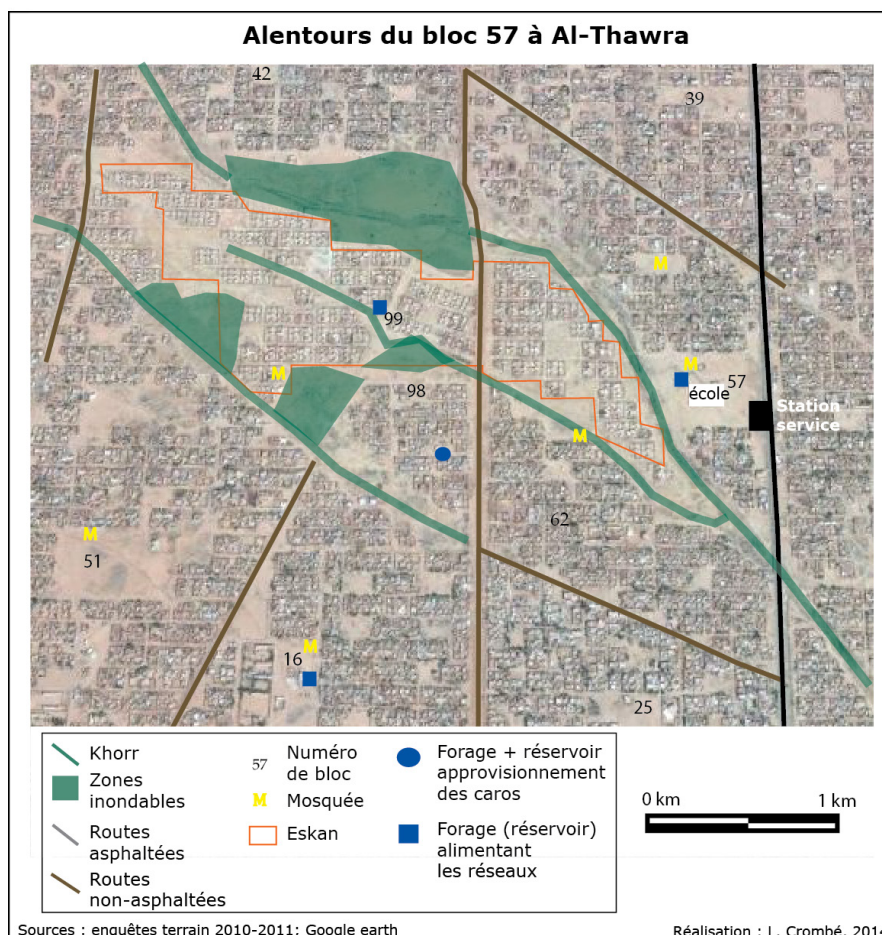 Alentours du bloc 57 à Al-Thawra
42
39
M
99
M
57
école
Station
service
M
98
M
62
M
51
M
16
25
Khorr
Zones
inondables
Routes
asphaltées
Routes
non-asphaltées
57
Numéro
de bloc
M
Mosquée
Eskan
Forage + réservoir
approvisionnement
des caros
Forage (réservoir)
alimentant
les réseaux
0 km
1 km
Sources : enquêtes terrain 2010-2011; Google earth
Réalisation : L. Crombé, 2014